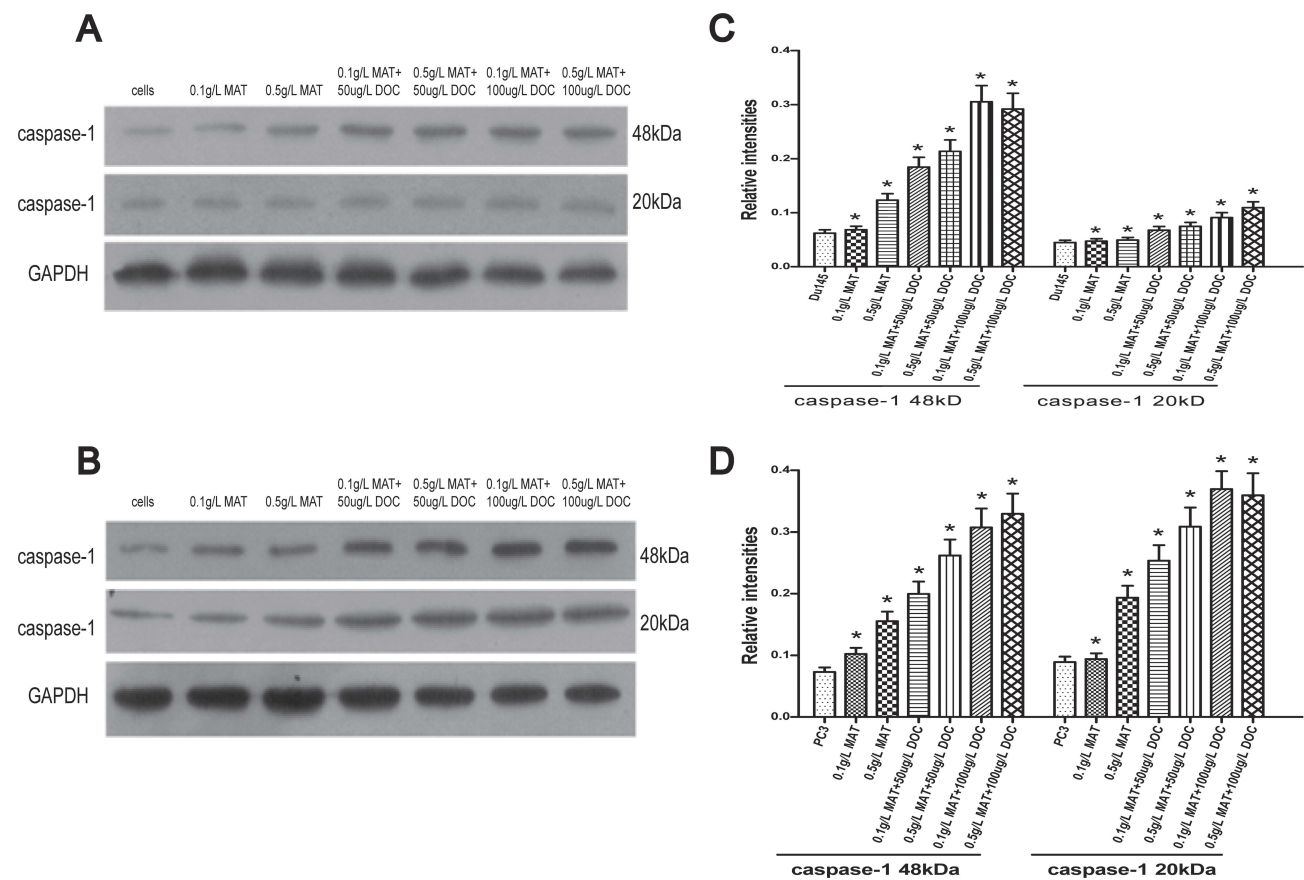 A
cells
0.1g/L MAT
0.5g/L MAT
0.1g/L MAT+
50ug/L DOC
0.5g/L MAT+
50ug/L DOC
0.1g/L MAT+
100ug/L DOC
0.5g/L MAT+
100ug/L DOC
caspase-1
48kDa
caspase-1
20kDa
GAPDH
C
Relative intensities
0.4
0.3
0.2
0.1
0.0
*
*
*
*
*
*
*
*
*
*
*
*
Du145
0.1g/L MAT
0.5g/L MAT
0.1g/L MAT+50ug/L DOC
0.5g/L MAT+50ug/L DOC
0.1g/L MAT+100ug/L DOC
0.5g/L MAT+100ug/L DOC
Du145
0.1g/L MAT
0.5g/L MAT
0.1g/L MAT+50ug/L DOC
0.5g/L MAT+50ug/L DOC
0.1g/L MAT+100ug/L DOC
0.5g/L MAT+100ug/L DOC
caspase-1 48kD
caspase-1 20kD
B
cells
0.1g/L MAT
0.5g/L MAT
0.1g/L MAT+
50ug/L DOC
0.5g/L MAT+
50ug/L DOC
0.1g/L MAT+
100ug/L DOC
0.5g/L MAT+
100ug/L DOC
caspase-1
48kDa
caspase-1
20kDa
GAPDH
D
Relative intensities
0.4
0.3
0.2
0.1
0.0
*
*
*
*
*
*
*
*
*
*
*
*
PC3
0.1g/L MAT
0.5g/L MAT
0.1g/L MAT+50ug/L DOC
0.5g/L MAT+50ug/L DOC
0.1g/L MAT+100ug/L DOC
0.5g/L MAT+100ug/L DOC
PC3
0.1g/L MAT
0.5g/L MAT
0.1g/L MAT+50ug/L DOC
0.5g/L MAT+50ug/L DOC
0.1g/L MAT+100ug/L DOC
0.5g/L MAT+100ug/L DOC
caspase-1 48kDa
caspase-1 20kDa